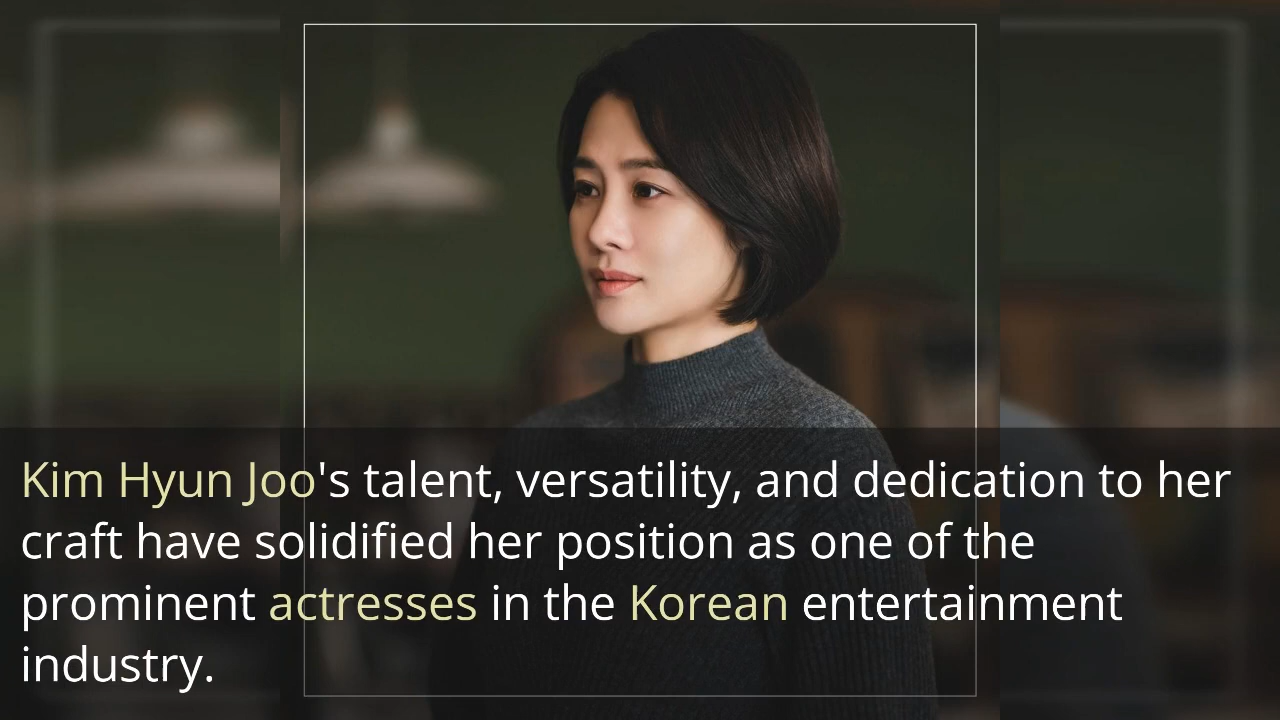 Kim Hyun Joo's talent, versatility, and dedication to her
craft have solidified her position as one of the
prominent actresses in the Korean entertainment
industry.